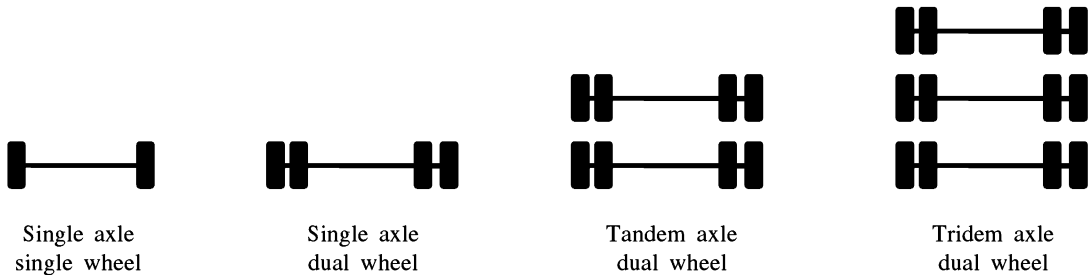 Single axle
single wheel
Single axle
dual wheel
Tandem axle
dual wheel
Tridem axle
dual wheel